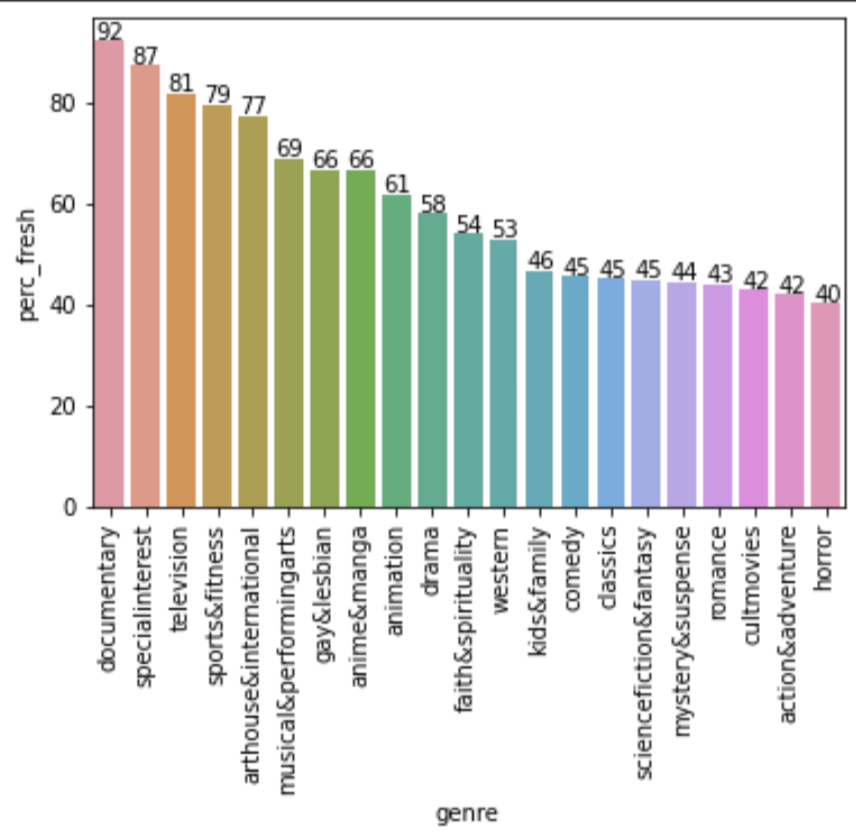 92
87
81
79
77
69
66
66
61
58
54
53
46
45
45
45
44
43
42
42
40
perc_fresh
80
60
40
20
0
documentary
specialinterest
television
sports&fitness
arthouse&international
musical&performingarts
gay&lesbian
anime&manga
animation
drama
faith&spirituality
western
kids&family
comedy
classics
sciencefiction&fantasy
mystery&suspense
romance
cultmovies
action&adventure
horror
genre